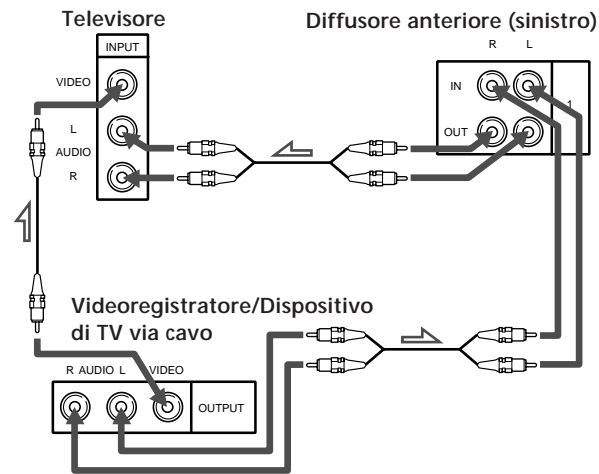 Televisore
INPUT
VIDEO
L
AUDIO
R
Diffusore anteriore (sinistro)
R L
IN
1
OUT
Videoregistratore/Dispositivo
di TV via cavo
R AUDIO L VIDEO
OUTPUT